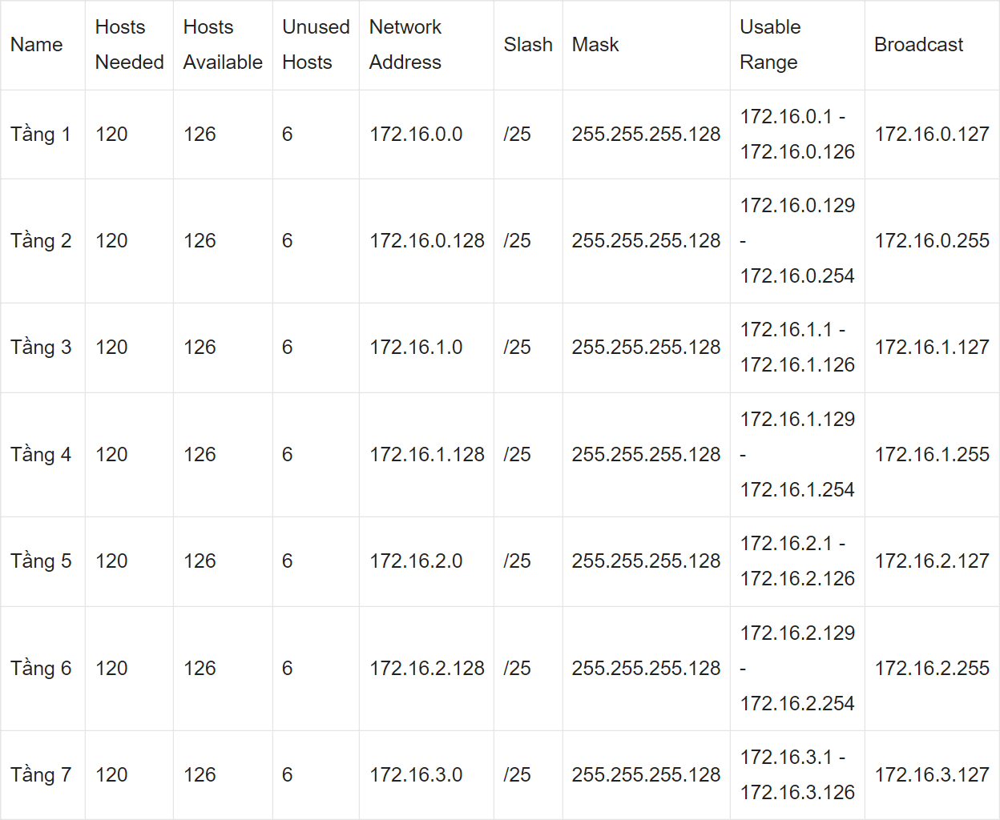 Name | Hosts Needed | Hosts Available | Unused Hosts | Network Address | Slash | Mask | Usable Range | Broadcast
Tầng 1 | 120 | 126 | 6 | 172.16.0.0 | /25 | 255.255.255.128 | 172.16.0.1 - 172.16.0.126 | 172.16.0.127
Tầng 2 | 120 | 126 | 6 | 172.16.0.128 | /25 | 255.255.255.128 | 172.16.0.129 - 172.16.0.254 | 172.16.0.255
Tầng 3 | 120 | 126 | 6 | 172.16.1.0 | /25 | 255.255.255.128 | 172.16.1.1 - 172.16.1.126 | 172.16.1.127
Tầng 4 | 120 | 126 | 6 | 172.16.1.128 | /25 | 255.255.255.128 | 172.16.1.129 - 172.16.1.254 | 172.16.1.255
Tầng 5 | 120 | 126 | 6 | 172.16.2.0 | /25 | 255.255.255.128 | 172.16.2.1 - 172.16.2.126 | 172.16.2.127
Tầng 6 | 120 | 126 | 6 | 172.16.2.128 | /25 | 255.255.255.128 | 172.16.2.129 - 172.16.2.254 | 172.16.2.255
Tầng 7 | 120 | 126 | 6 | 172.16.3.0 | /25 | 255.255.255.128 | 172.16.3.1 - 172.16.3.126 | 172.16.3.127